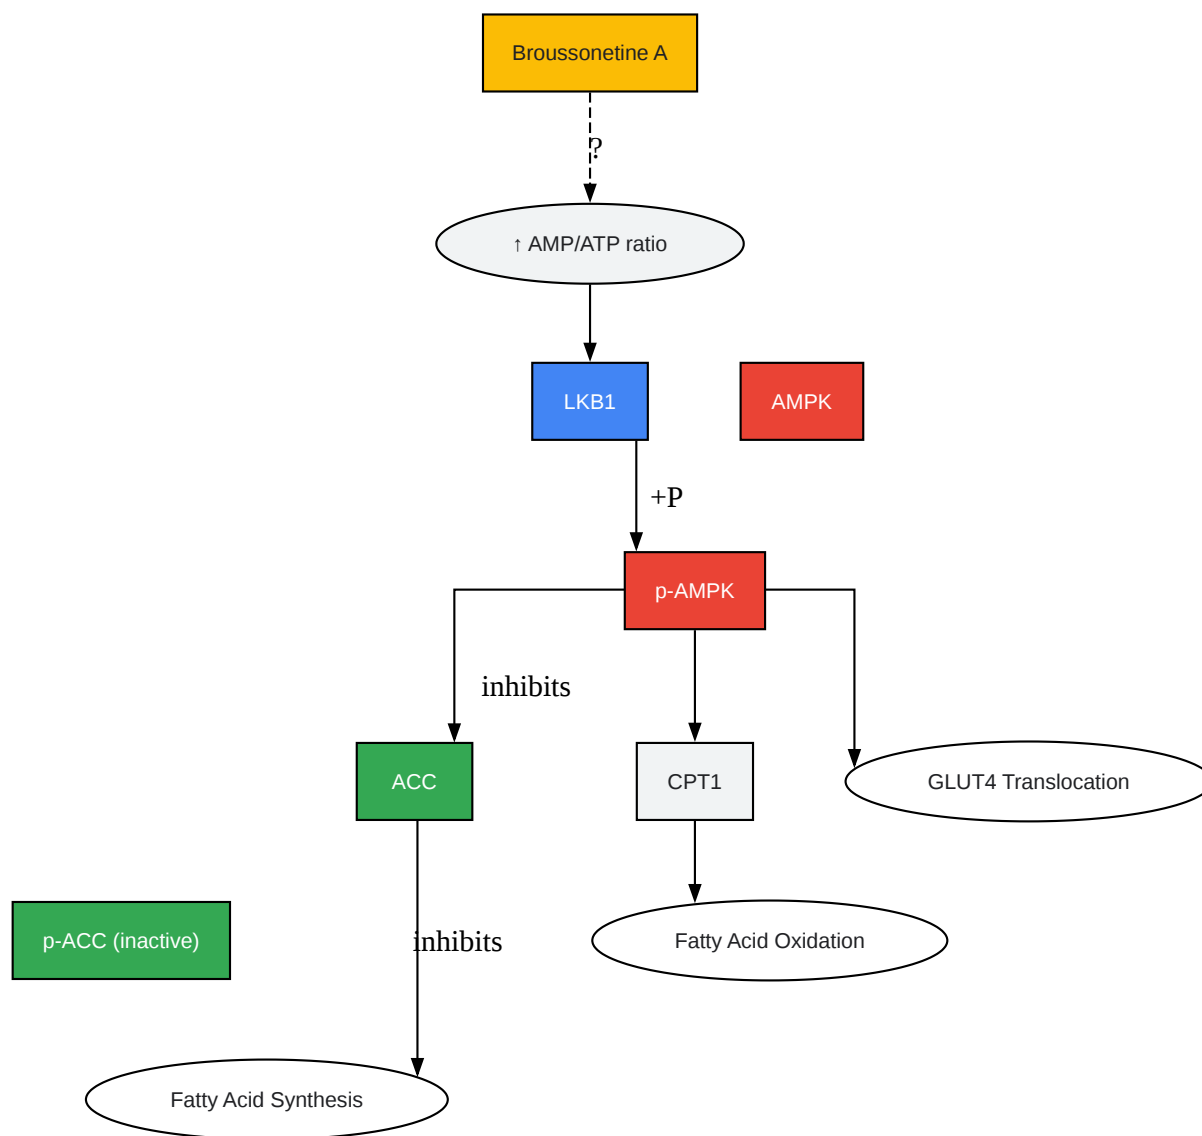 Broussonetine A
?
↑ AMP/ATP ratio
LKB1
AMPK
+P
p-AMPK
inhibits
ACC
CPT1
GLUT4 Translocation
p-ACC (inactive)
inhibits
Fatty Acid Oxidation
Fatty Acid Synthesis